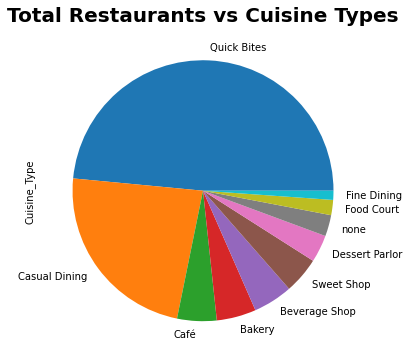 Total Restaurants vs Cuisine Types
Quick Bites
Cuisine_Type
Fine Dining
Food Court
none
Dessert Parlor
Casual Dining
Sweet Shop
Beverage Shop
Bakery
Café